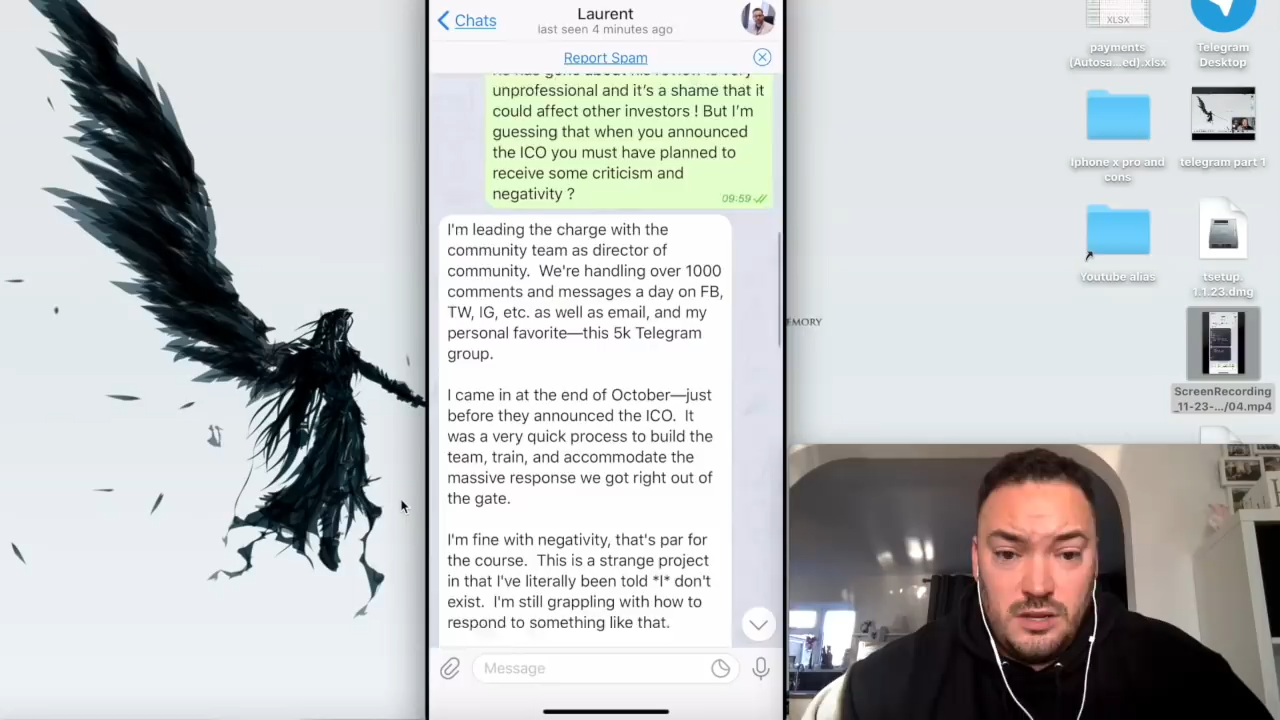 Chats
Laurent
last seen 4 minutes ago
Report Spam
unprofessional and it's a shame that it
could affect other investors ! But I'm
guessing that when you announced
the ICO you must have planned to
receive some criticism and
negativity ?
09:59
I'm leading the charge with the
community team as director of
community.  We're handling over 1000
comments and messages a day on FB,
TW, IG, etc. as well as email, and my
personal favorite—this 5k Telegram
group.
I came in at the end of October—just
before they announced the ICO.  It
was a very quick process to build the
team, train, and accommodate the
massive response we got right out of
the gate.
I'm fine with negativity, that's par for
the course.  This is a strange project
in that I've literally been told *I* don't
exist.  I'm still grappling with how to
respond to something like that.
Message
XLSX
payments
(Autosa...ed).xlsx
Telegram
Desktop
Iphone x pro and
cons
telegram part 1
Youtube alias
tsetup.
1.1.23.dmg
EMORY
ScreenRecording
_11-23-.../04.mp4